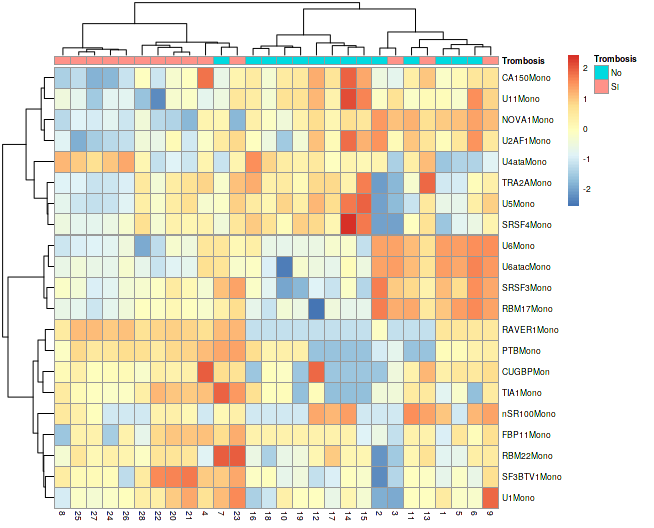 Trombosis
Trombosis
No
SI
2
1
0
-1
-2
CA150Mono
U11Mono
NOVA1Mono
U2AF1Mono
U4ataMono
TRA2AMono
U5Mono
SRSF4Mono
U6Mono
U6atacMono
SRSF3Mono
RBM17Mono
RAVER1Mono
PTBMono
CUGBPMon
TIA1Mono
nSR100Mono
FBP11Mono
RBM22Mono
SF3BTV1Mono
U1Mono
8 25 27 24 26 28 22 20 21 4 7 23 16 18 10 19 12 17 14 15 2 3 11 13 1 5 6 9